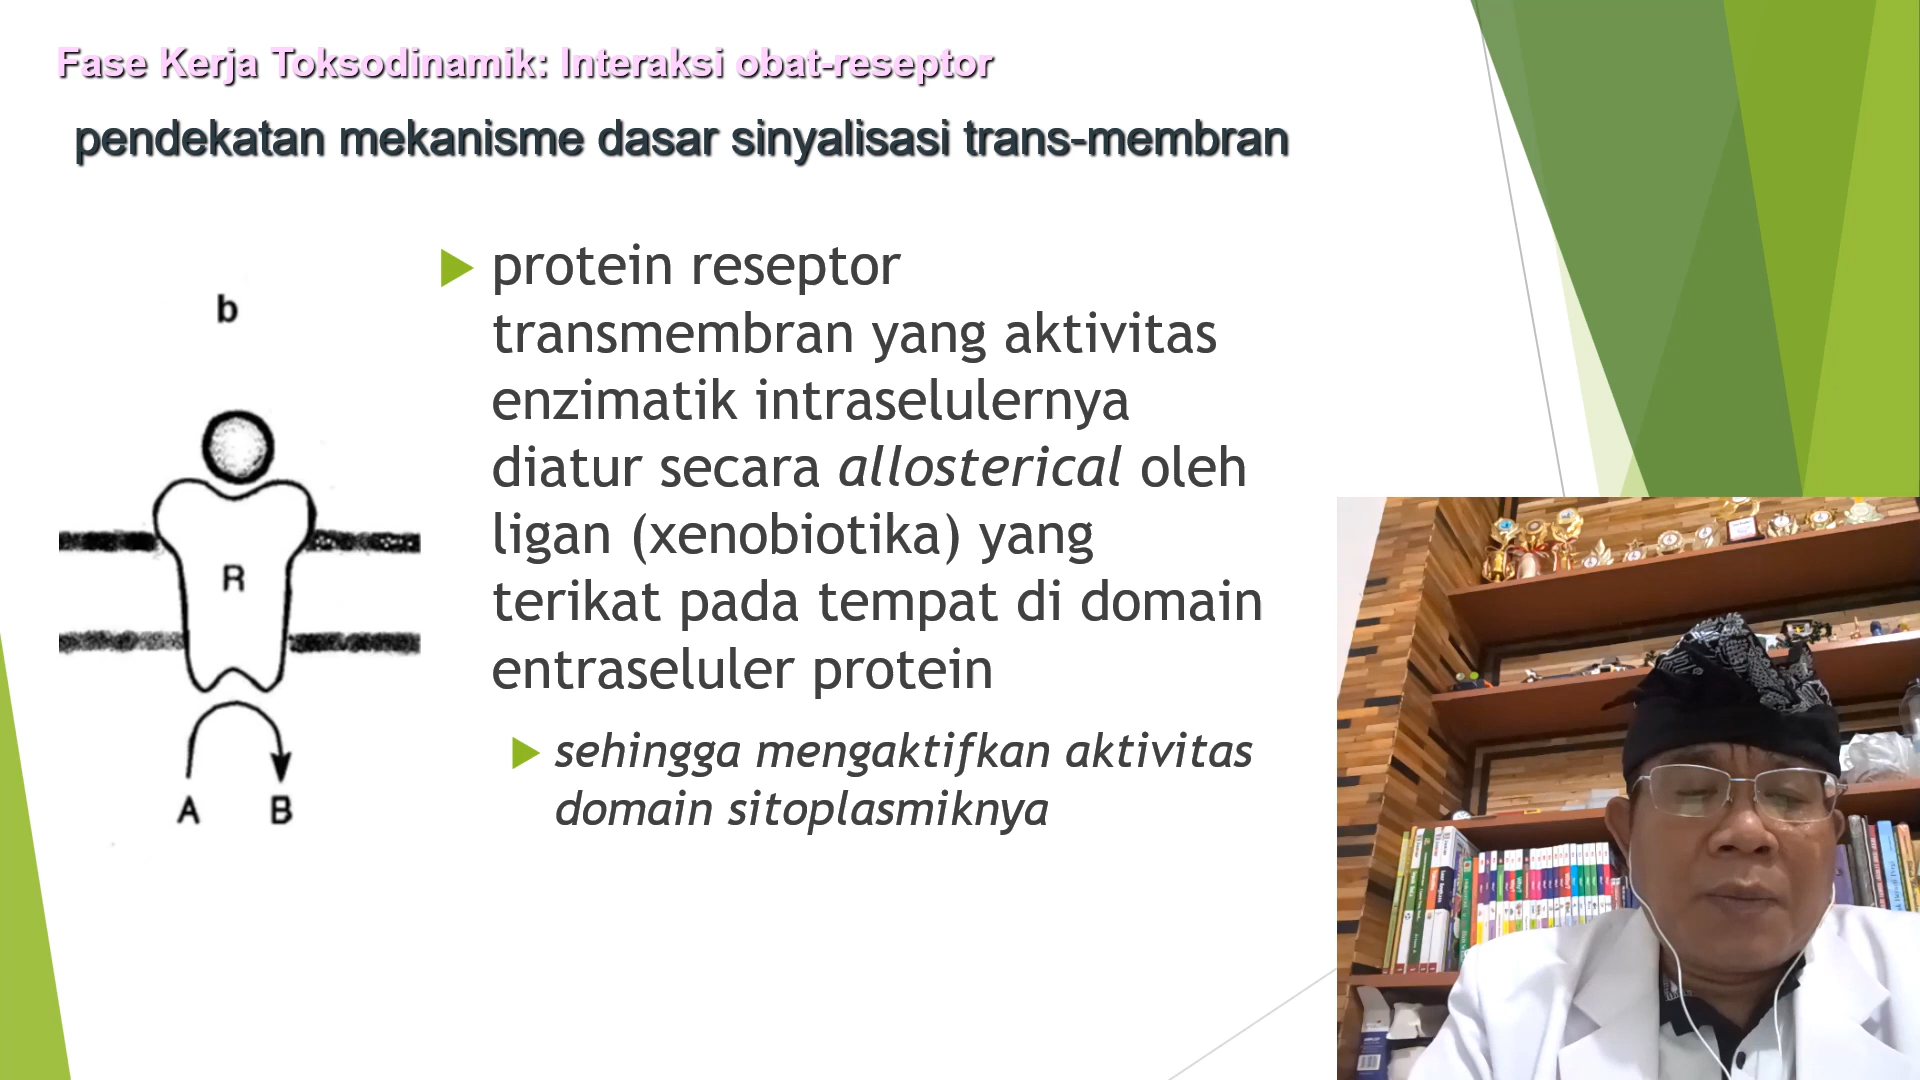 Fase Kerja Toksodinamik: Interaksi obat-reseptor
pendekatan mekanisme dasar sinyalisasi trans-membran
b
R
A B
protein reseptor
transmembran yang aktivitas
enzimatik intraselulernya
diatur secara allosterical oleh
ligan (xenobiotika) yang
terikat pada tempat di domain
entraseluler protein
sehingga mengaktifkan aktivitas
domain sitoplasmiknya